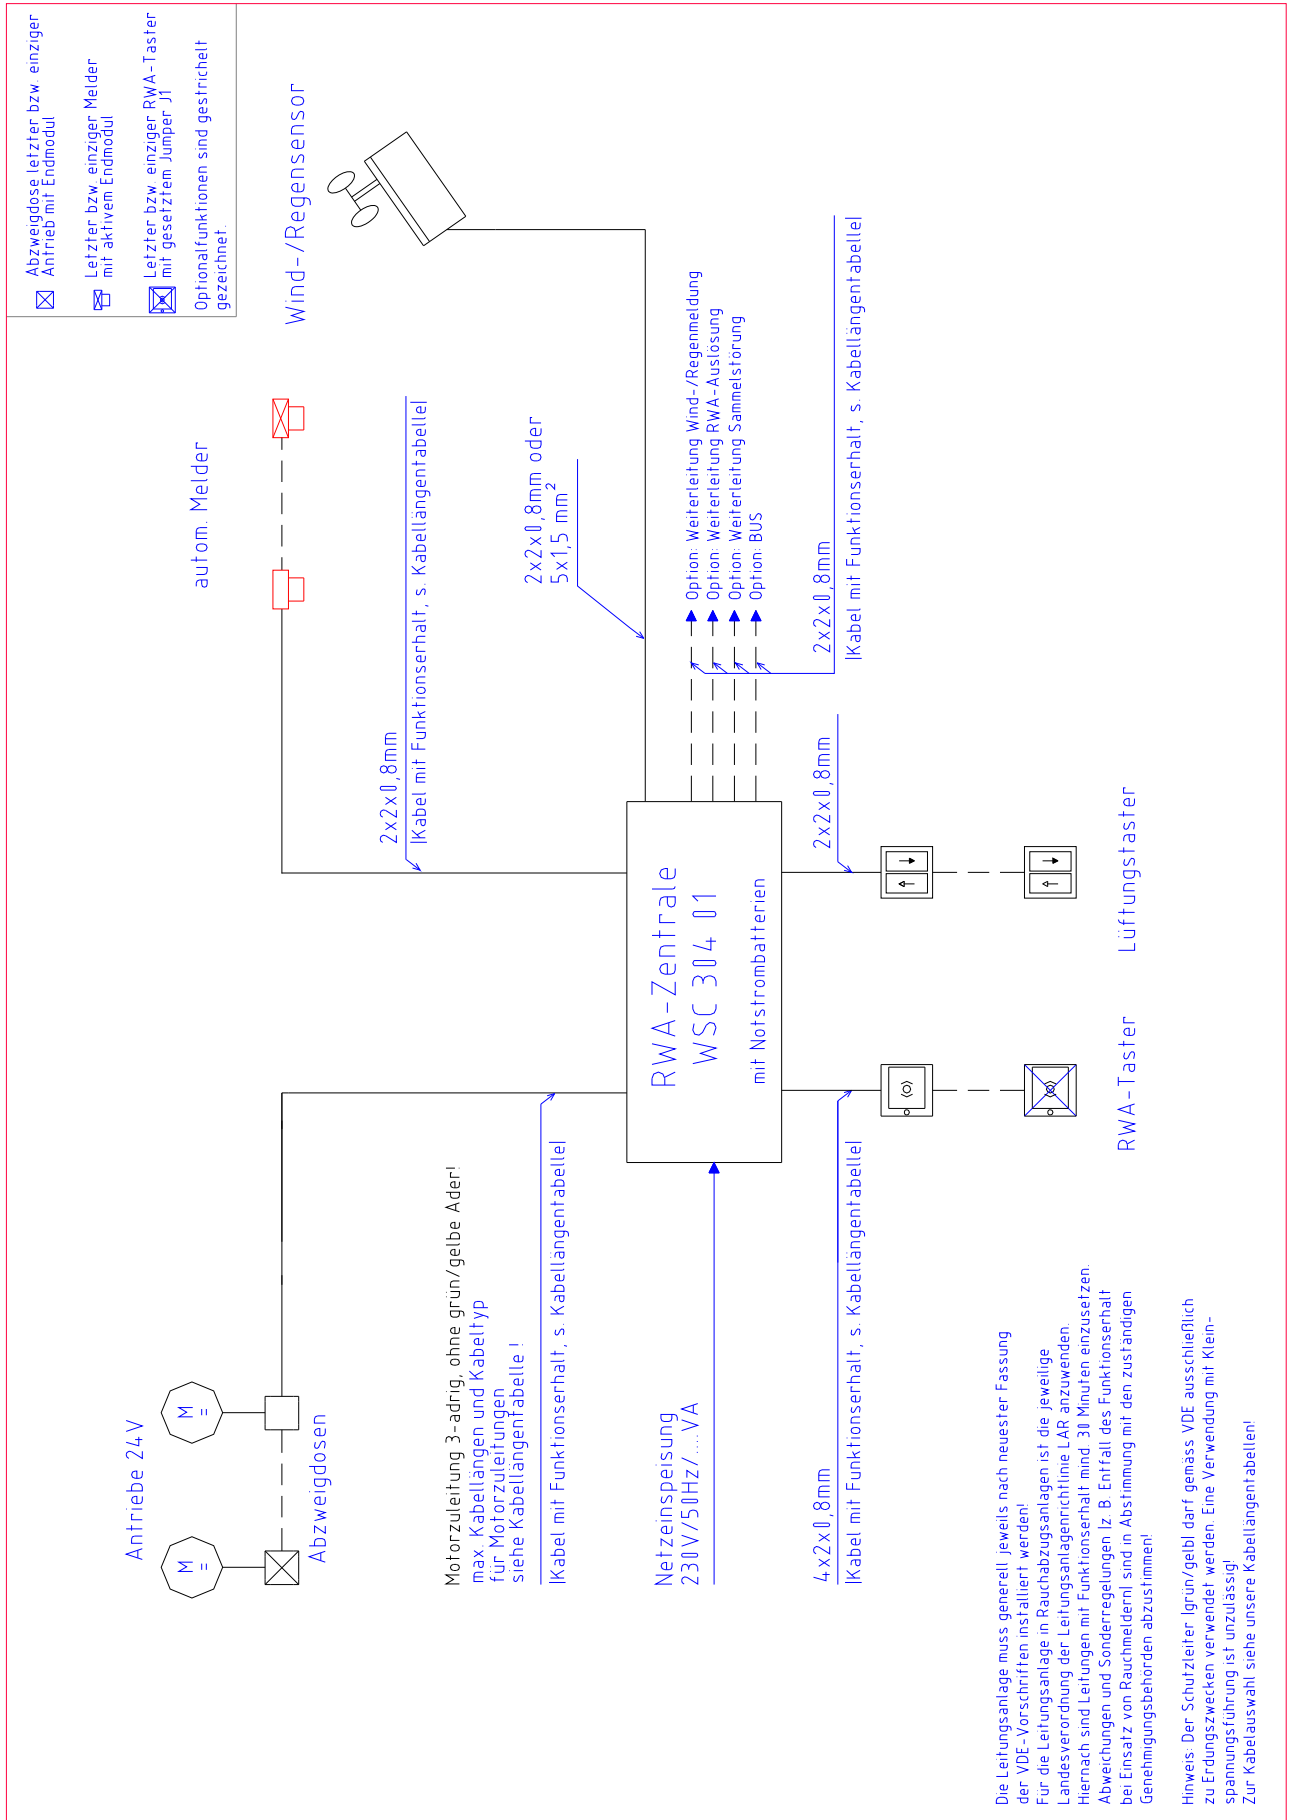 Abzweigdose letzter bzw. einziger
Antrieb mit Endmodul
Letzter bzw. einziger Melder
mit aktivem Endmodul
Letzter bzw. einziger RWA-Taster
mit gesetztem Jumper J1
Optionalfunktionen sind gestrichelt
gezeichnet.
Antriebe 24V
M
=
M
=
Abzweigdosen
autom. Melder
Wind-/Regensensor
Motorzuleitung 3-adrig, ohne grün/gelbe Ader!
max. Kabellängen und Kabeltyp
für Motorzuleitungen
siehe Kabellängentabelle !
|Kabel mit Funktionserhalt, s. Kabellängentabelle|
2x2x0,8mm
|Kabel mit Funktionserhalt, s. Kabellängentabelle|
2x2x0,8mm oder
5x1,5 mm²
Netzeinspeisung
230V/50Hz/....VA
RWA-Zentrale
WSC 304 01
mit Notstrombatterien
Option: Weiterleitung Wind-/Regenmeldung
Option: Weiterleitung RWA-Auslösung
Option: Weiterleitung Sammelstörung
Option: BUS
2x2x0,8mm
|Kabel mit Funktionserhalt, s. Kabellängentabelle|
4x2x0,8mm
|Kabel mit Funktionserhalt, s. Kabellängentabelle|
2x2x0,8mm
RWA-Taster
Lüftungstaster
Die Leitungsanlage muss generell jeweils nach neuester Fassung
der VDE-Vorschriften installiert werden!
Für die Leitungsanlage in Rauchabzugsanlagen ist die jeweilige
Landesverordnung der Leitungsanlagenrichtlinie LAR anzuwenden.
Hiernach sind Leitungen mit Funktionserhalt mind. 30 Minuten einzusetzen.
Abweichungen und Sonderregelungen |z. B. Entfall des Funktionserhalt
bei Einsatz von Rauchmeldern| sind in Abstimmung mit den zuständigen
Genehmigungsbehörden abzustimmen!
Hinweis: Der Schutzleiter |grün/gelb| darf gemäss VDE ausschließlich
zu Erdungszwecken verwendet werden. Eine Verwendung mit Klein-
spannungsführung ist unzulässig!
Zur Kabelauswahl siehe unsere Kabellängentabellen!